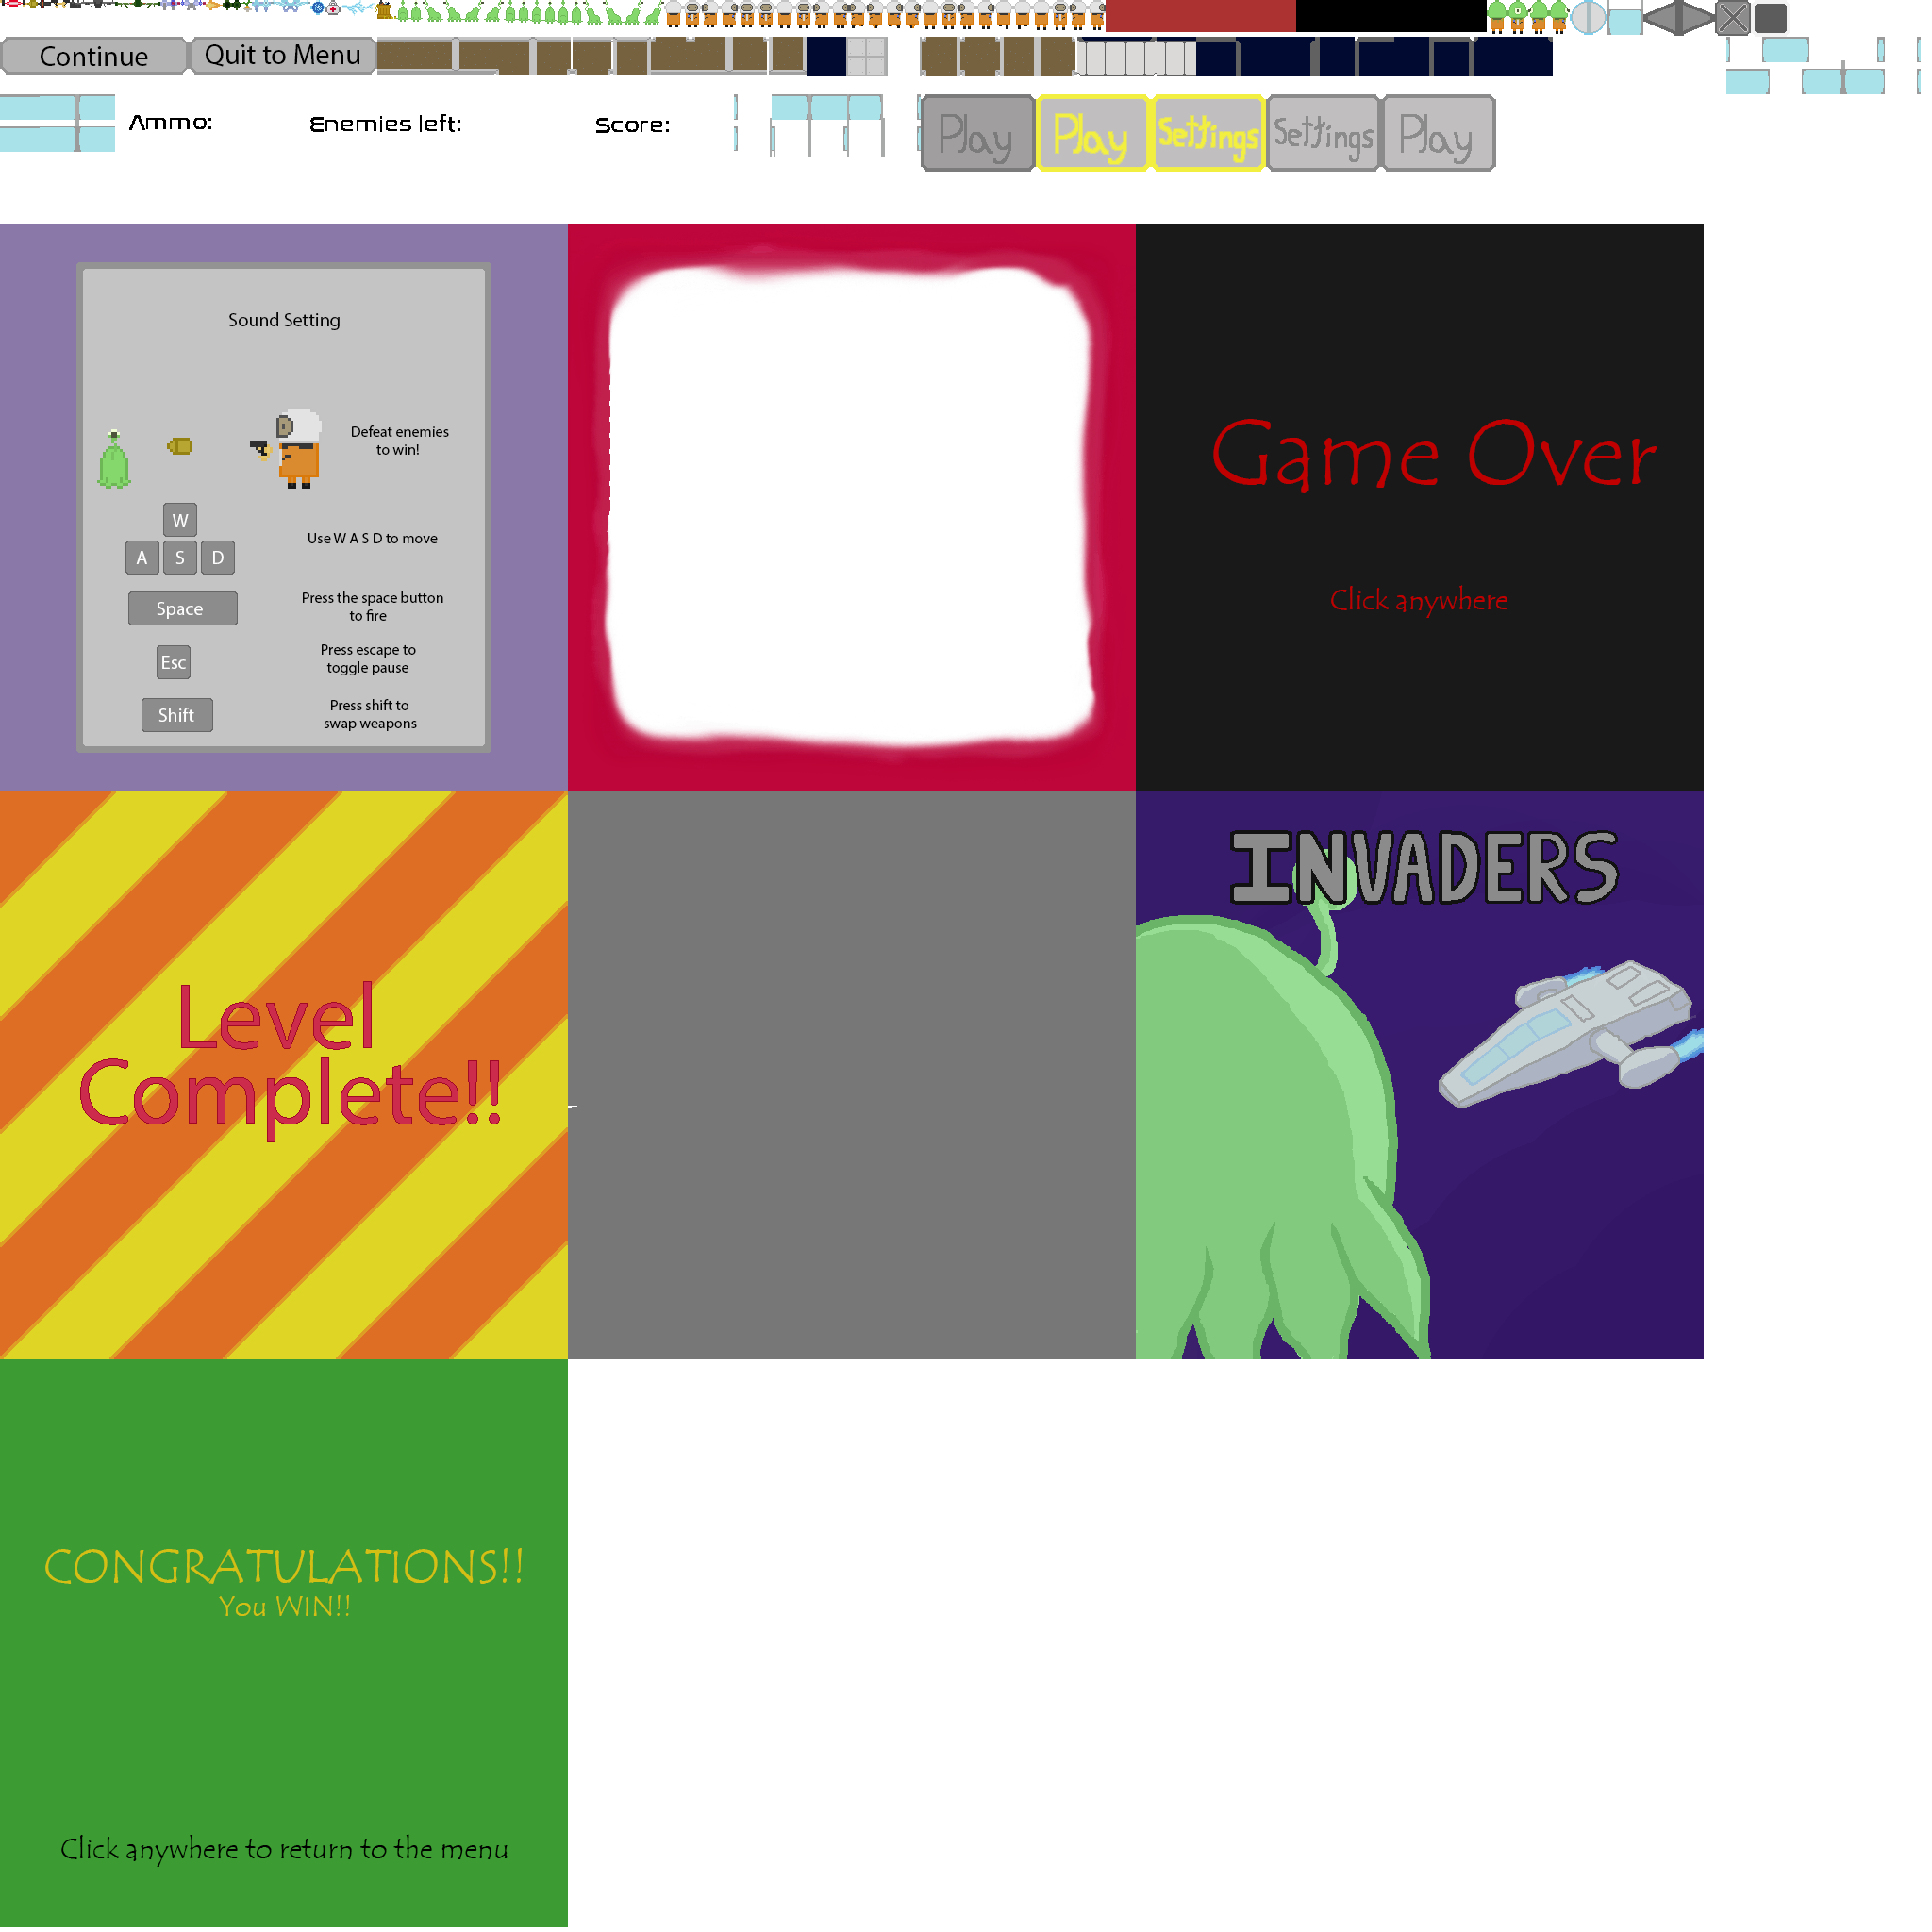 Continue
Quit to Menu
Ammo:
Enemies left:
Score:
Play
Play
Settings
Settings
Play
Sound Setting
Defeat enemies
to win!
W
A S D
Use W A S D to move
Space
Press the space button
to fire
Esc
Press escape to
toggle pause
Shift
Press shift to
swap weapons
Game Over
Click anywhere
Level
Complete!!
INVADERS
CONGRATULATIONS!!
You WIN!!
Click anywhere to return to the menu